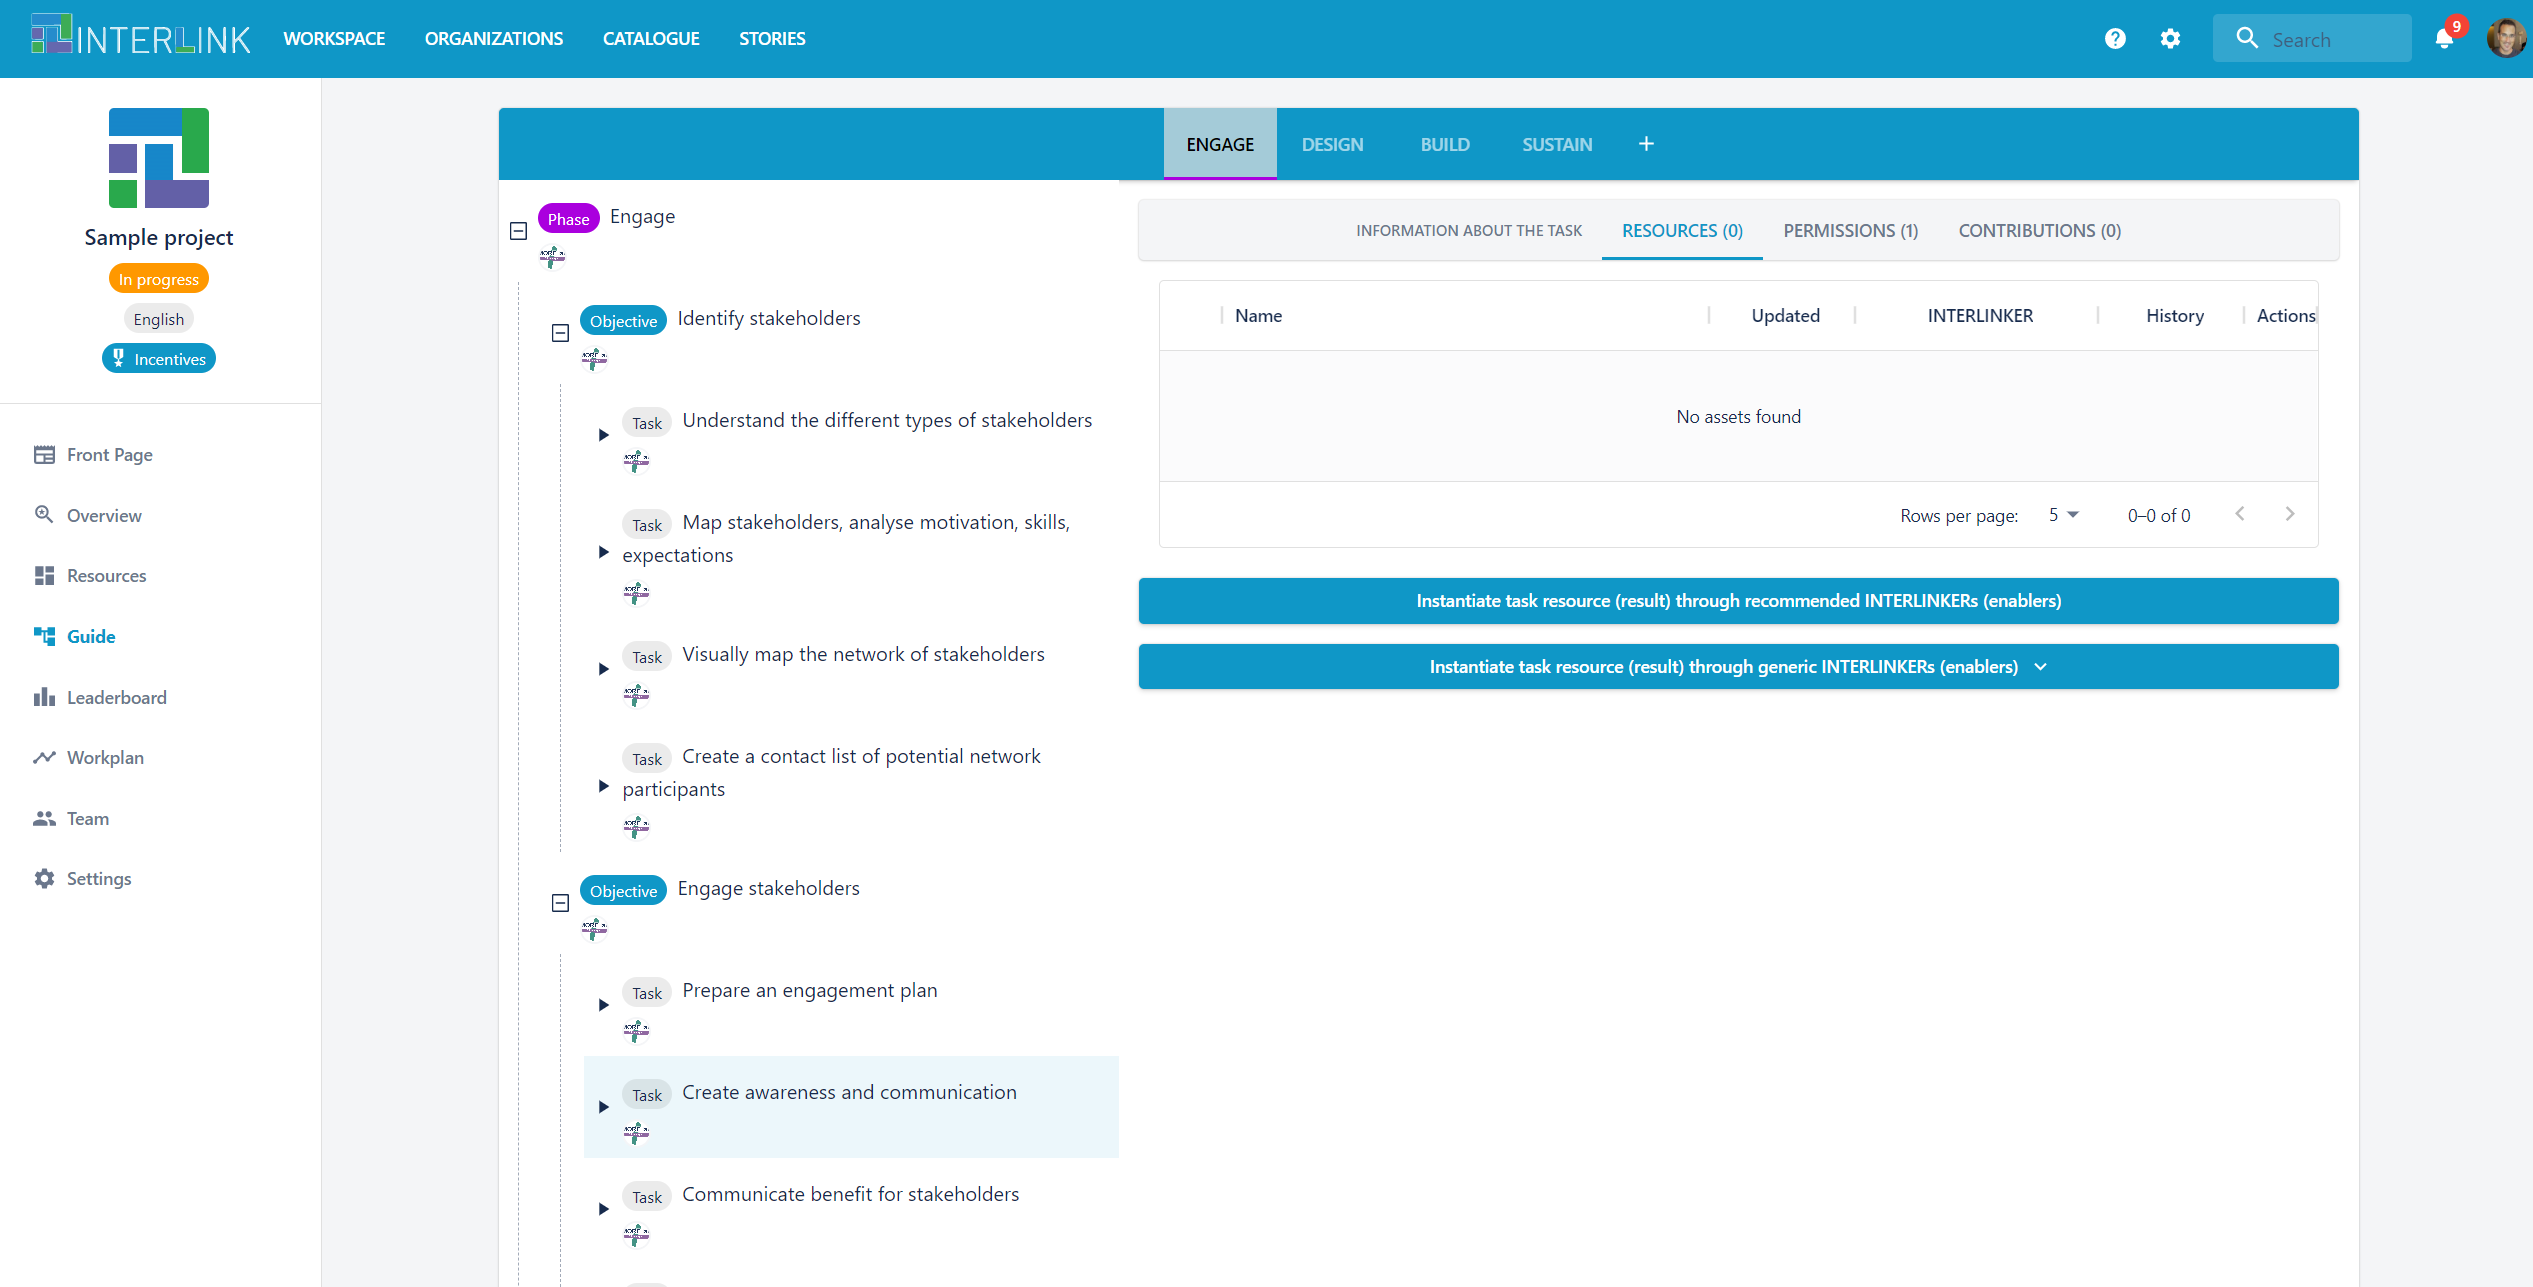 INTERLINK
WORKSPACE
ORGANIZATIONS
CATALOGUE
STORIES
Search
9
Sample project
In progress
English
Incentives
Front Page
Overview
Resources
Guide
Leaderboard
Workplan
Team
Settings
ENGAGE
DESIGN
BUILD
SUSTAIN
Phase Engage
Objective Identify stakeholders
Task Understand the different types of stakeholders
Task Map stakeholders, analyse motivation, skills,
expectations
Task Visually map the network of stakeholders
Task Create a contact list of potential network
participants
Objective Engage stakeholders
Task Prepare an engagement plan
Task Create awareness and communication
Task Communicate benefit for stakeholders
INFORMATION ABOUT THE TASK
RESOURCES (0)
PERMISSIONS (1)
CONTRIBUTIONS (0)
Name
Updated
INTERLINKER
History
Actions
No assets found
Rows per page:
5
0–0 of 0
Instantiate task resource (result) through recommended INTERLINKERs (enablers)
Instantiate task resource (result) through generic INTERLINKERs (enablers)